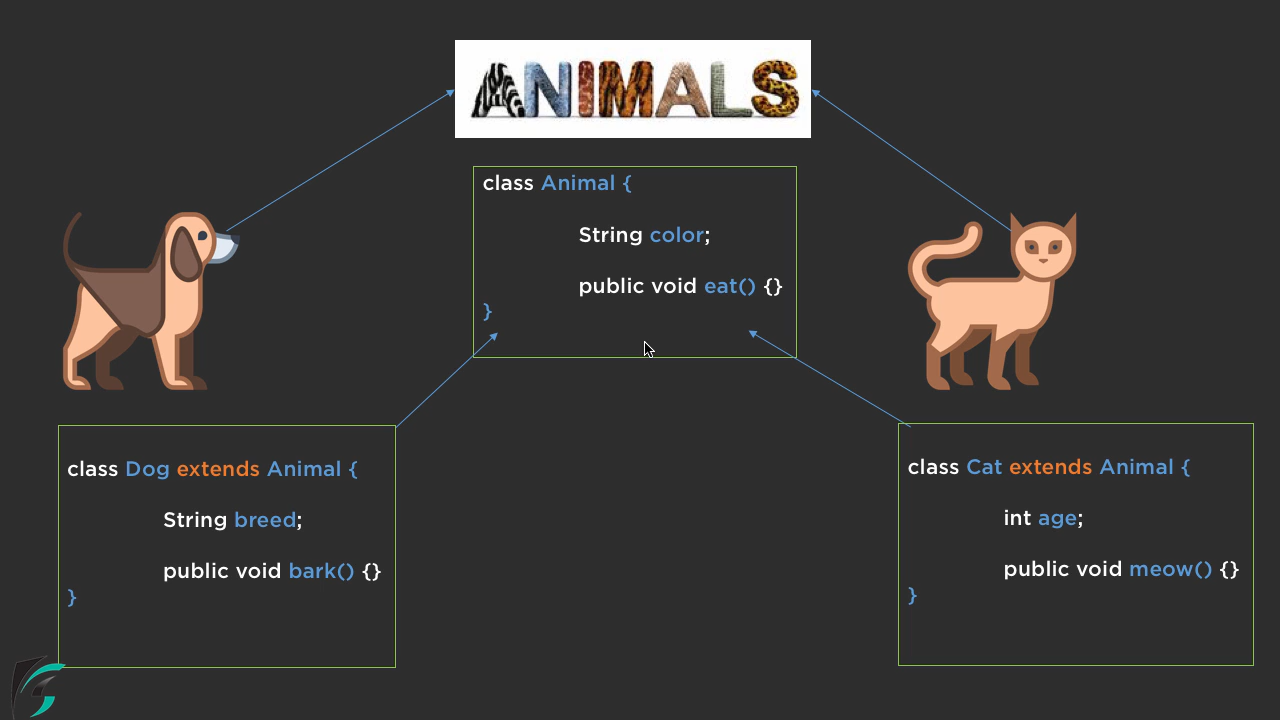 ANIMALS
class Animal {
String color;
public void eat() {}
}
class Dog extends Animal {
String breed;
public void bark() {}
}
class Cat extends Animal {
int age;
public void meow() {}
}